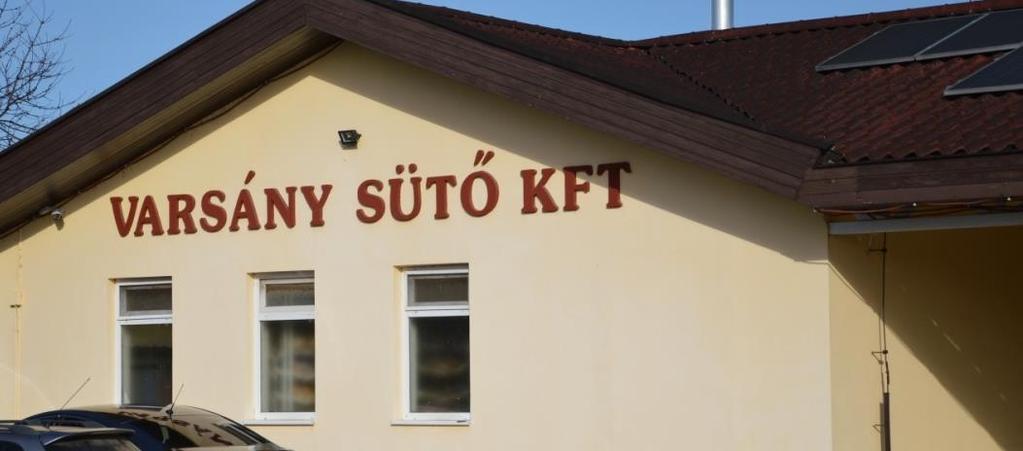 VARSÁNY SÜTŐ KFT